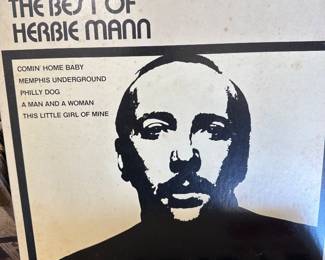 THE BEST OF
HERBIE MANN
COMIN' HOME BABY
MEMPHIS UNDERGROUND
PHILLY DOG
A MAN AND A WOMAN
THIS LITTLE GIRL OF MINE